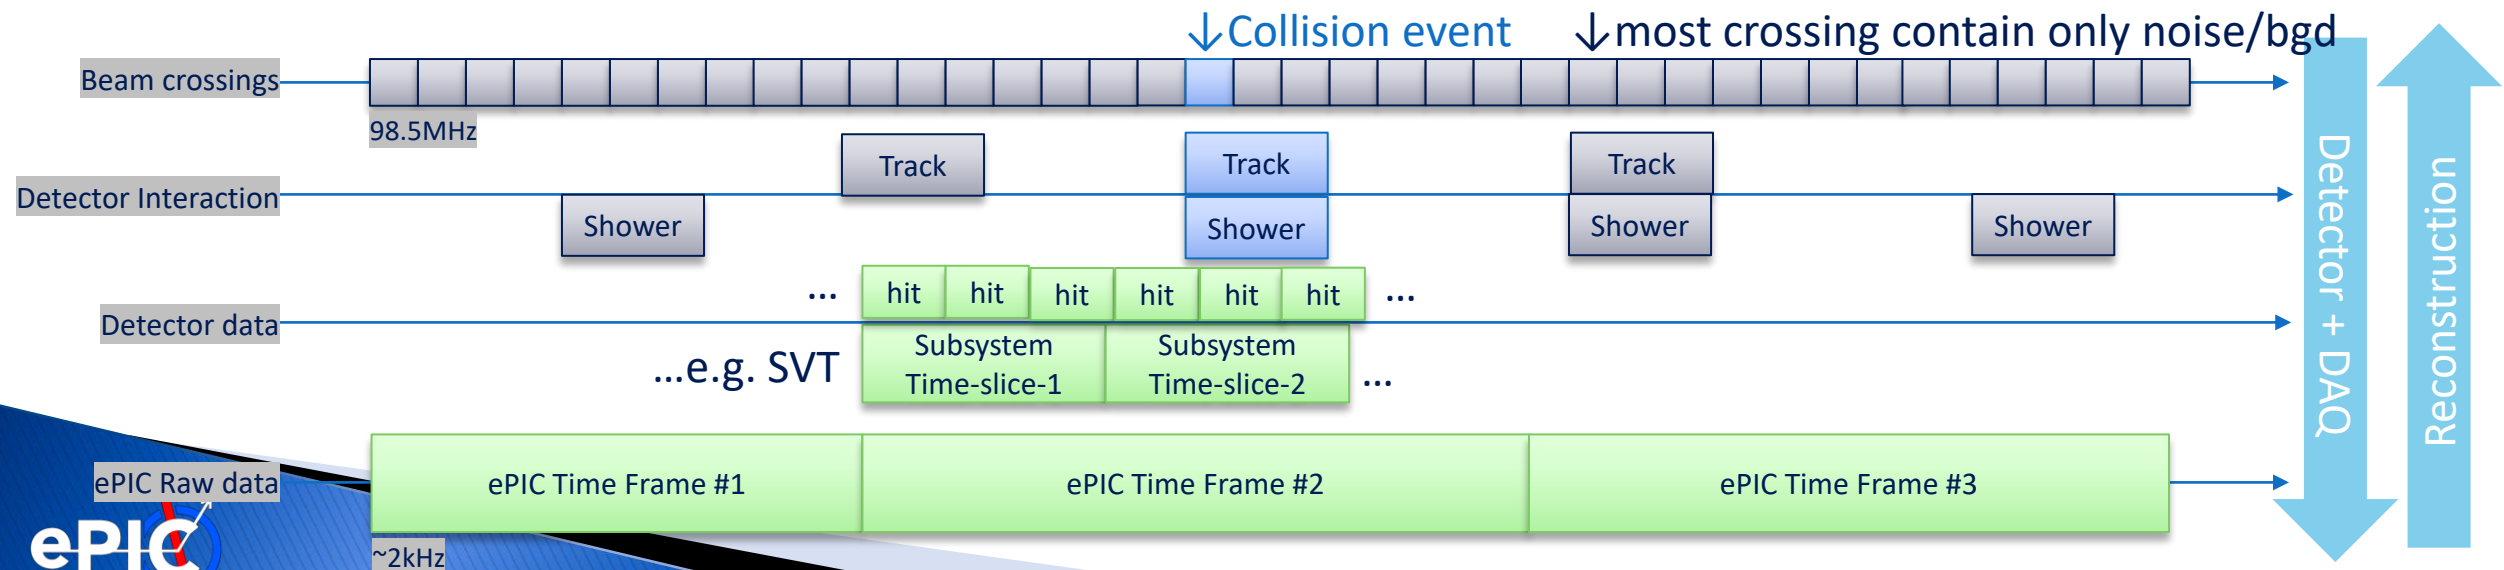 ↓Collision event ↓most crossing contain only noise/bgd
Beam crossings
98.5MHz
Track Track Track
Detector Interaction
Shower Shower Shower Shower
... hit hit hit hit hit hit ...
Detector data
...e.g. SVT
Subsystem Time-slice-1
Subsystem Time-slice-2
...
ePIC Raw data
ePIC Time Frame #1 ePIC Time Frame #2 ePIC Time Frame #3
~2kHz
ePIC
Detector + DAQ
Reconstruction